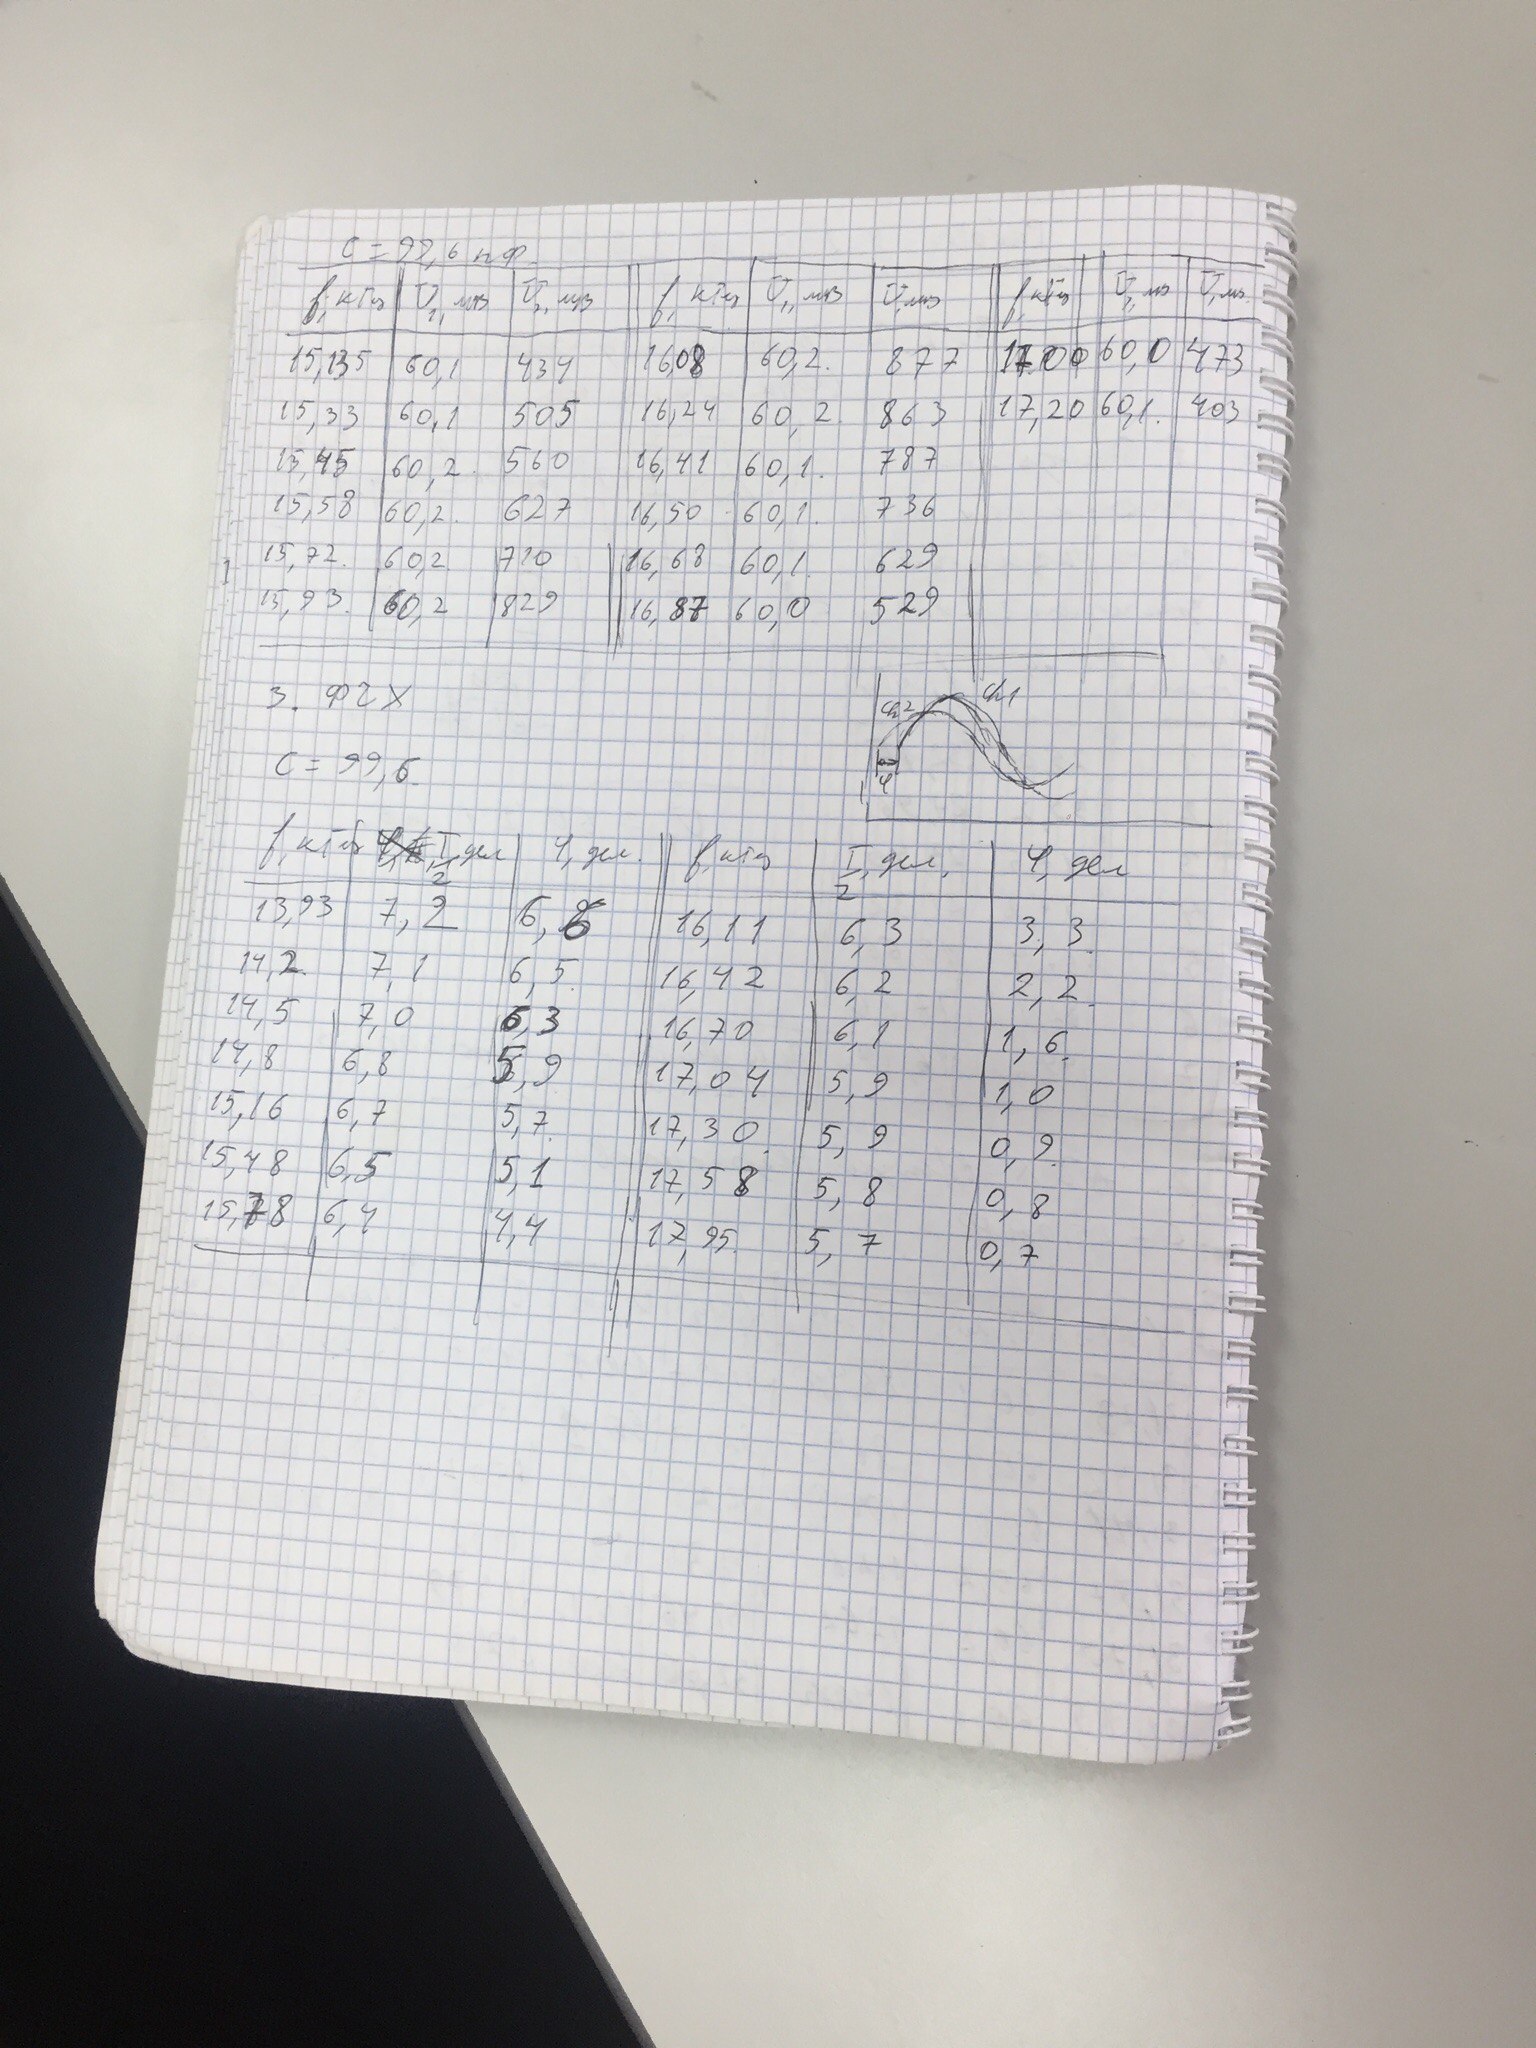 C = 99,6 пФ.
f, кГц U₁, мВ U, мВ f, кГц U₁, мВ U, мВ f, кГц U₁, мВ U, мВ
15,135 60,1 434 16,08 60,2. 877 17,00 60,0 473
15,33 60,1 505 16,24 60,2 863 17,20 60,1. 403
15,45 60,2 560 16,41 60,1. 787
15,58 60,2. 627 16,50 60,1. 736
15,72. 60,2. 710 16,68 60,1. 629
15,93. 60,2 829 16,87 60,0 529
3. ФЧХ
ch2 ch1
C = 99,6
φ
f, кГц T/2, дел φ, дел. f, кГц T/2, дел, φ, дел
13,93 7,2 6,8 16,11 6,3 3,3
14,2 7,1 6,5 16,42 6,2 2,2.
14,5 7,0 6,3 16,70 6,1 1,6.
14,8 6,8 5,9 17,04 5,9 1,0
15,16 6,7 5,7. 17,30. 5,9 0,9.
15,48 6,5 5,1 17,58 5,8 0,8
15,78 6,4 4,4 17,95. 5,7 0,7